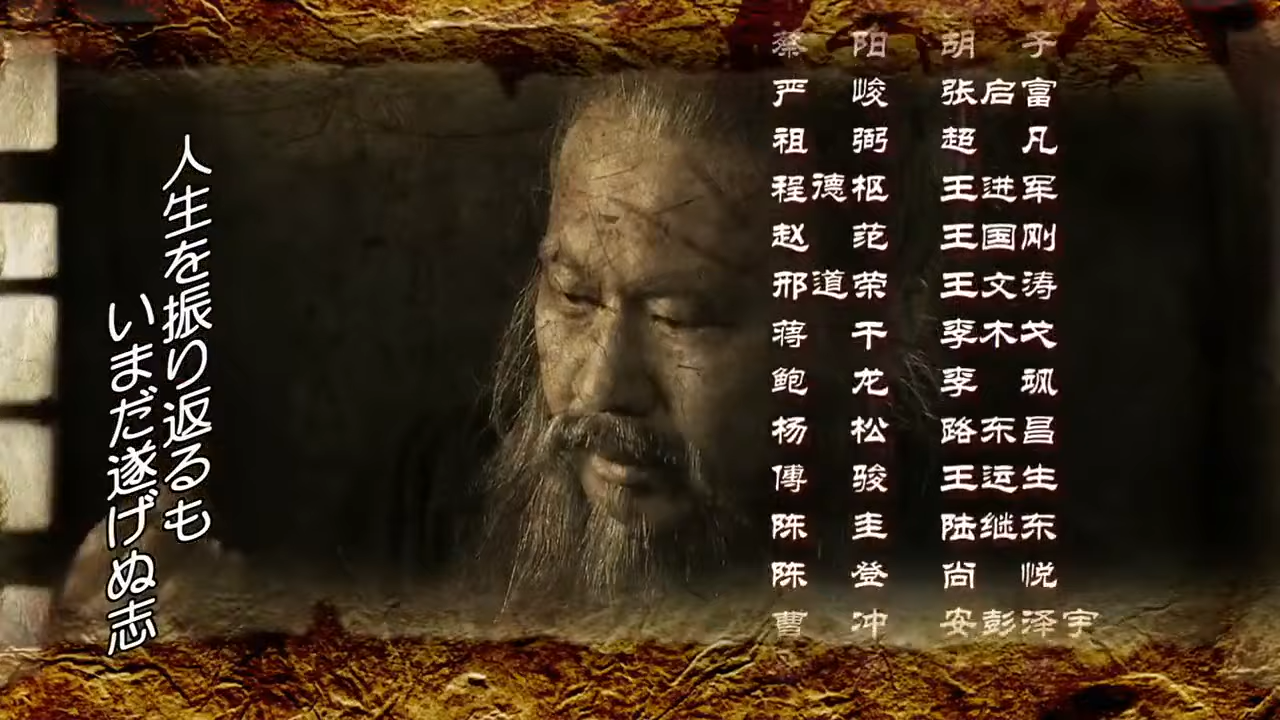 人生を振り返るも
いまだ遂げぬ志
蔡阳 胡子
严峻 张启富
祖弼 超凡
程德枢 王进军
赵范 王国刚
邢道荣 王文涛
蒋干 李木戈
鲍龙 李飒
杨松 路东昌
傅骏 王运生
陈圭 陆继东
陈登 尚悦
曹冲 安彭泽宇